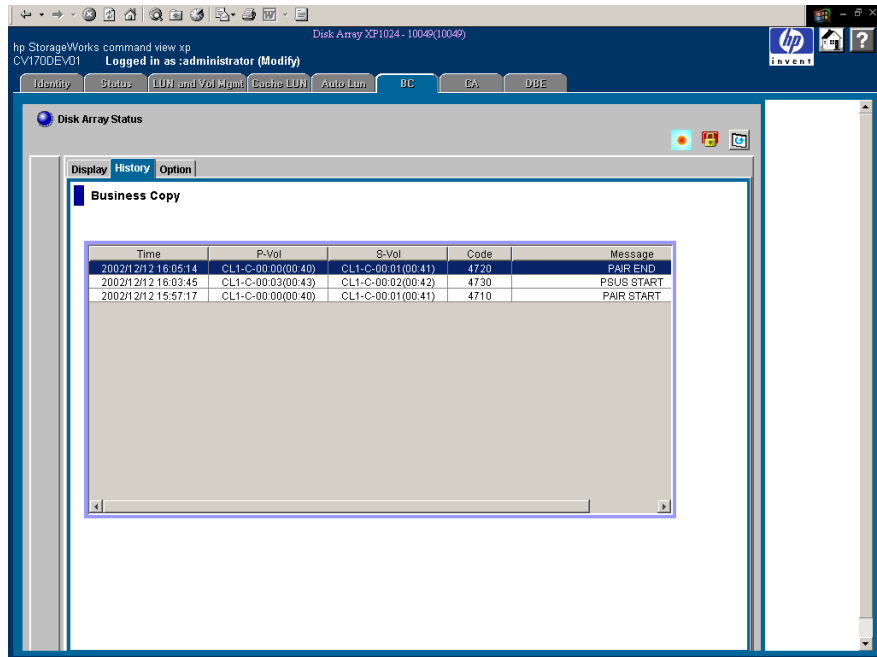 Disk Array XP1024 - 10049(10049)
hp StorageWorks command view xp
CV170DEV01 Logged in as :administrator (Modify)
hp
invent
Identity Status LUN and Vol Mgmt Cache LUN Auto Lun BC CA DBE
Disk Array Status
Display History Option
Business Copy
Time P-Vol S-Vol Code Message
2002/12/12 16:05:14 CL1-C-00:00(00:40) CL1-C-00:01(00:41) 4720 PAIR END
2002/12/12 16:03:45 CL1-C-00:03(00:43) CL1-C-00:02(00:42) 4730 PSUS START
2002/12/12 15:57:17 CL1-C-00:00(00:40) CL1-C-00:01(00:41) 4710 PAIR START